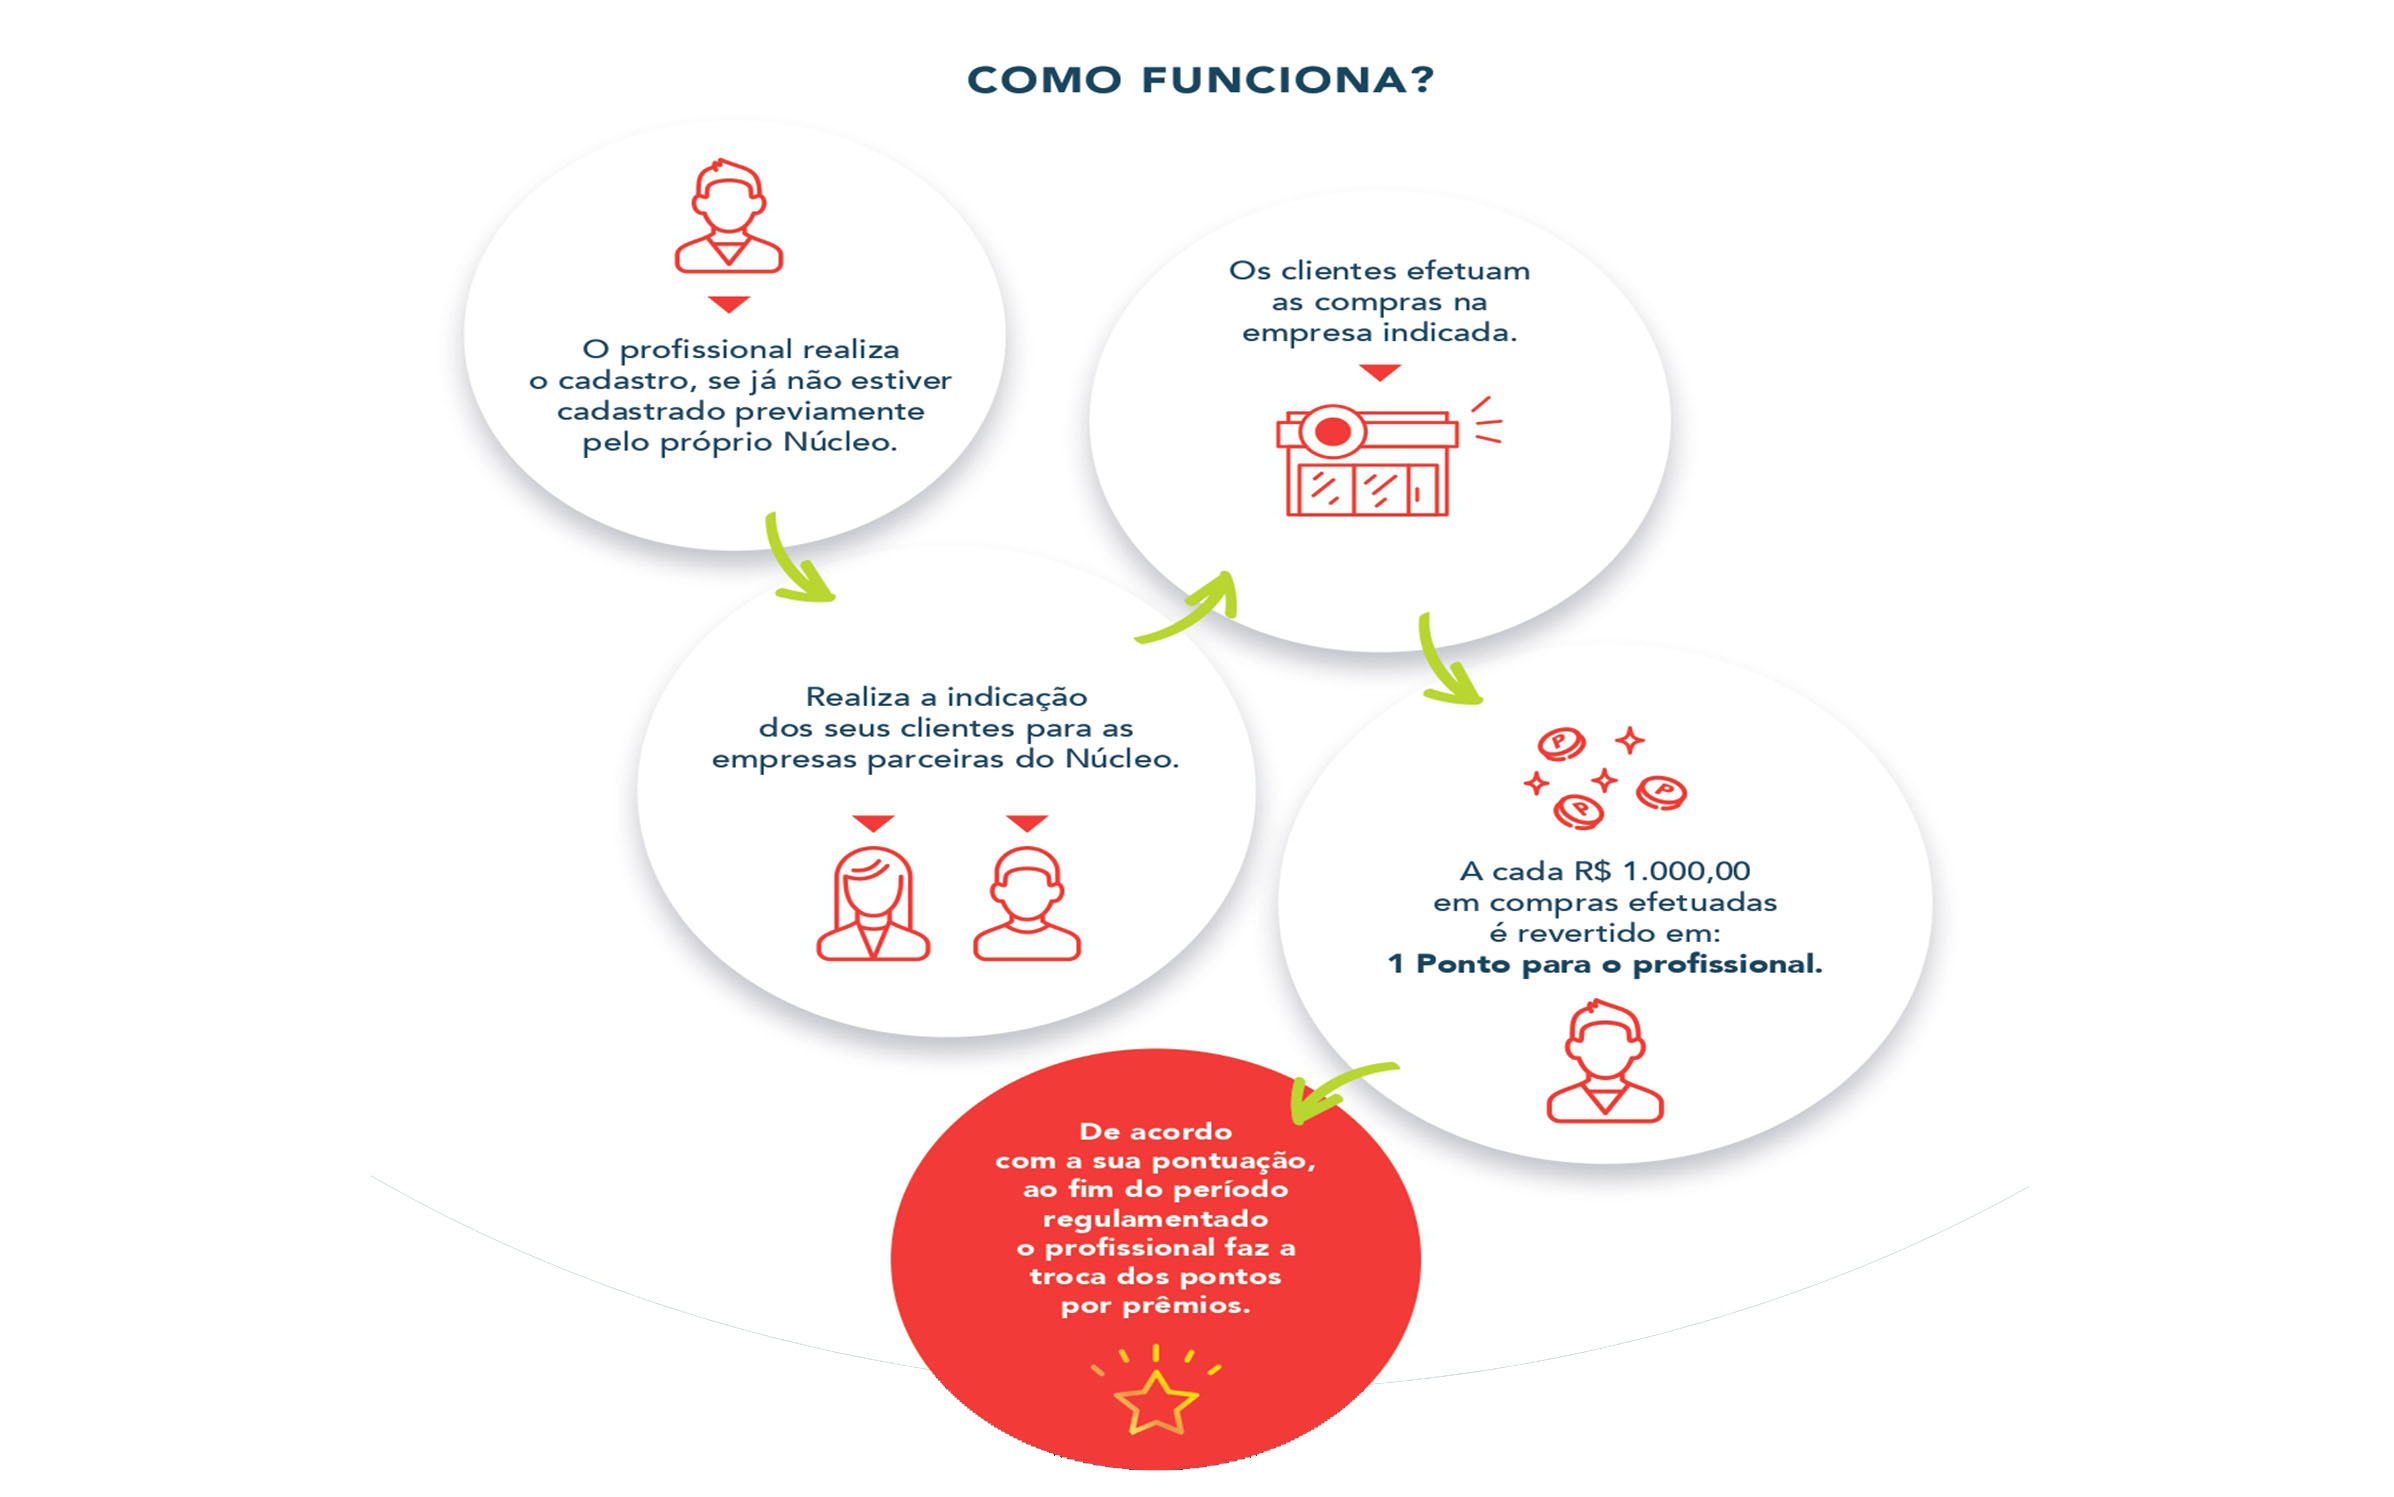 COMO FUNCIONA?
O profissional realiza
o cadastro, se já não estiver
cadastrado previamente
pelo próprio Núcleo.
Realiza a indicação
dos seus clientes para as
empresas parceiras do Núcleo.
Os clientes efetuam
as compras na
empresa indicada.
P
P
P
A cada R$ 1.000,00
em compras efetuadas
é revertido em:
1 Ponto para o profissional.
De acordo
com a sua pontuação,
ao fim do período
regulamentado
o profissional faz a
troca dos pontos
por prêmios.